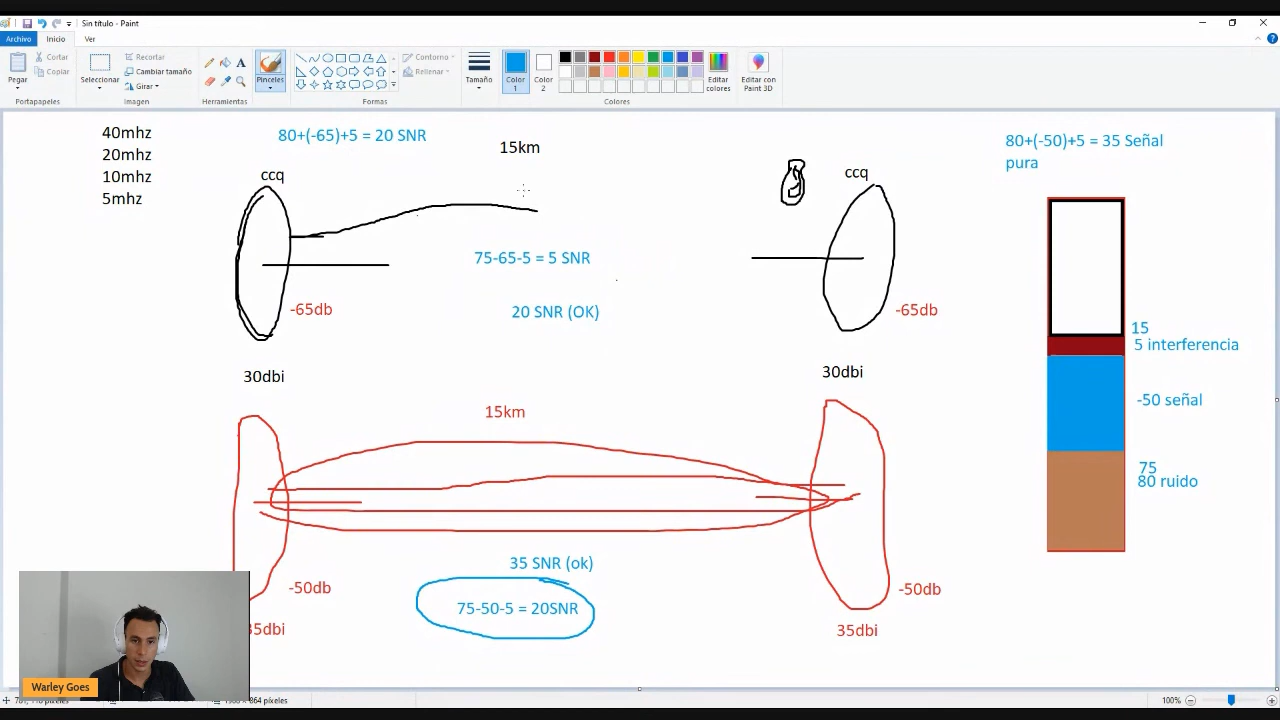 Sin título - Paint
Archivo
Inicio
Ver
Pegar
Cortar
Copiar
Portapapeles
Seleccionar
Recortar
Cambiar tamaño
Girar
Imagen
Herramientas
Pinceles
Contorno
Rellenar
Formas
Tamaño
Color
1
Color
2
Editar
colores
Editar con
Paint 3D
Colores
40mhz
20mhz
10mhz
5mhz
80+(-65)+5 = 20 SNR
15km
ccq
ccq
80+(-50)+5 = 35 Señal
pura
75-65-5 = 5 SNR
-65db
20 SNR (OK)
-65db
15
5 interferencia
30dbi
30dbi
-50 señal
15km
75
80 ruido
35 SNR (ok)
-50db
-50db
75-50-5 = 20SNR
35dbi
35dbi
Warley Goes
100%